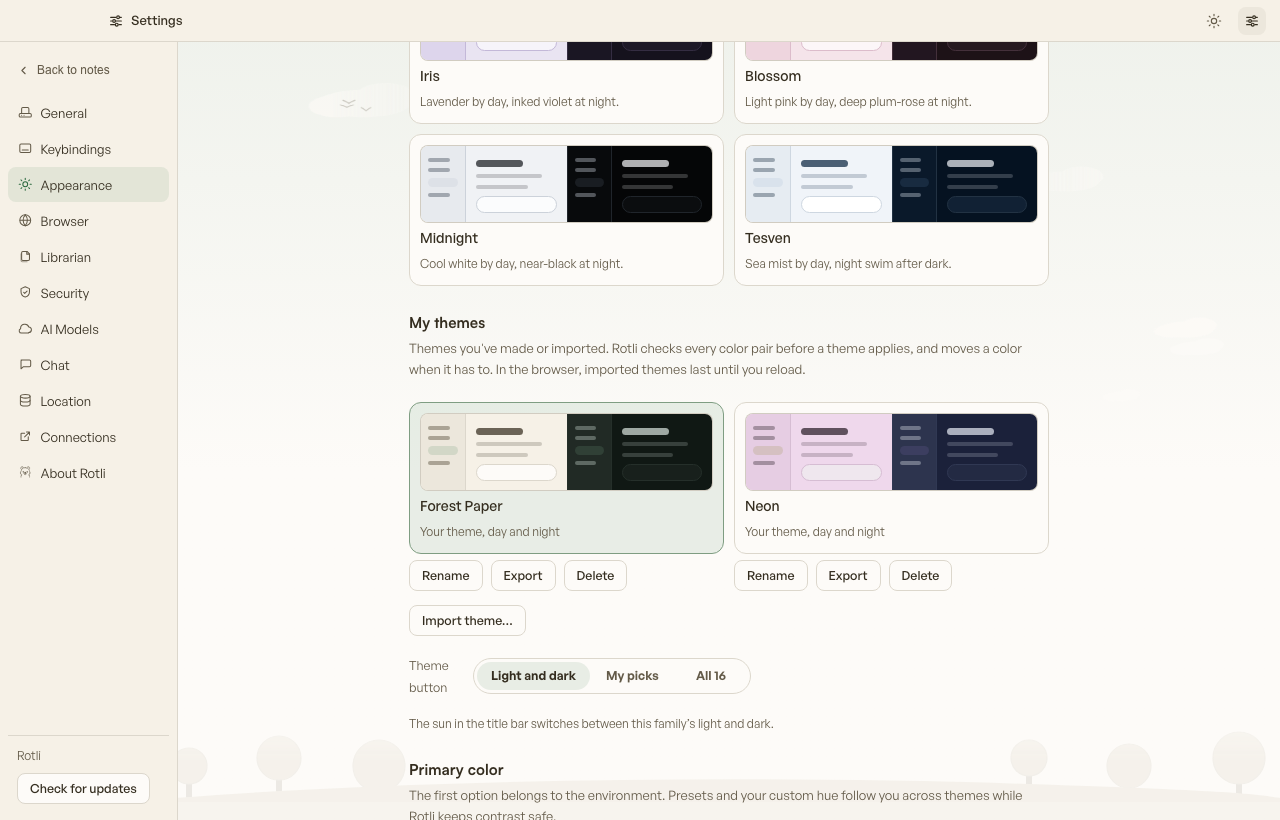 Settings
Back to notes
General
Keybindings
Appearance
Browser
Librarian
Security
AI Models
Chat
Location
Connections
About Rotli
Rotli
Check for updates
Iris
Lavender by day, inked violet at night.
Blossom
Light pink by day, deep plum-rose at night.
Midnight
Cool white by day, near-black at night.
Tesven
Sea mist by day, night swim after dark.
My themes
Themes you've made or imported. Rotli checks every color pair before a theme applies, and moves a color
when it has to. In the browser, imported themes last until you reload.
Forest Paper
Your theme, day and night
Rename Export Delete
Neon
Your theme, day and night
Rename Export Delete
Import theme...
Theme
button
Light and dark My picks All 16
The sun in the title bar switches between this family's light and dark.
Primary color
The first option belongs to the environment. Presets and your custom hue follow you across themes while
Rotli keeps contrast safe.